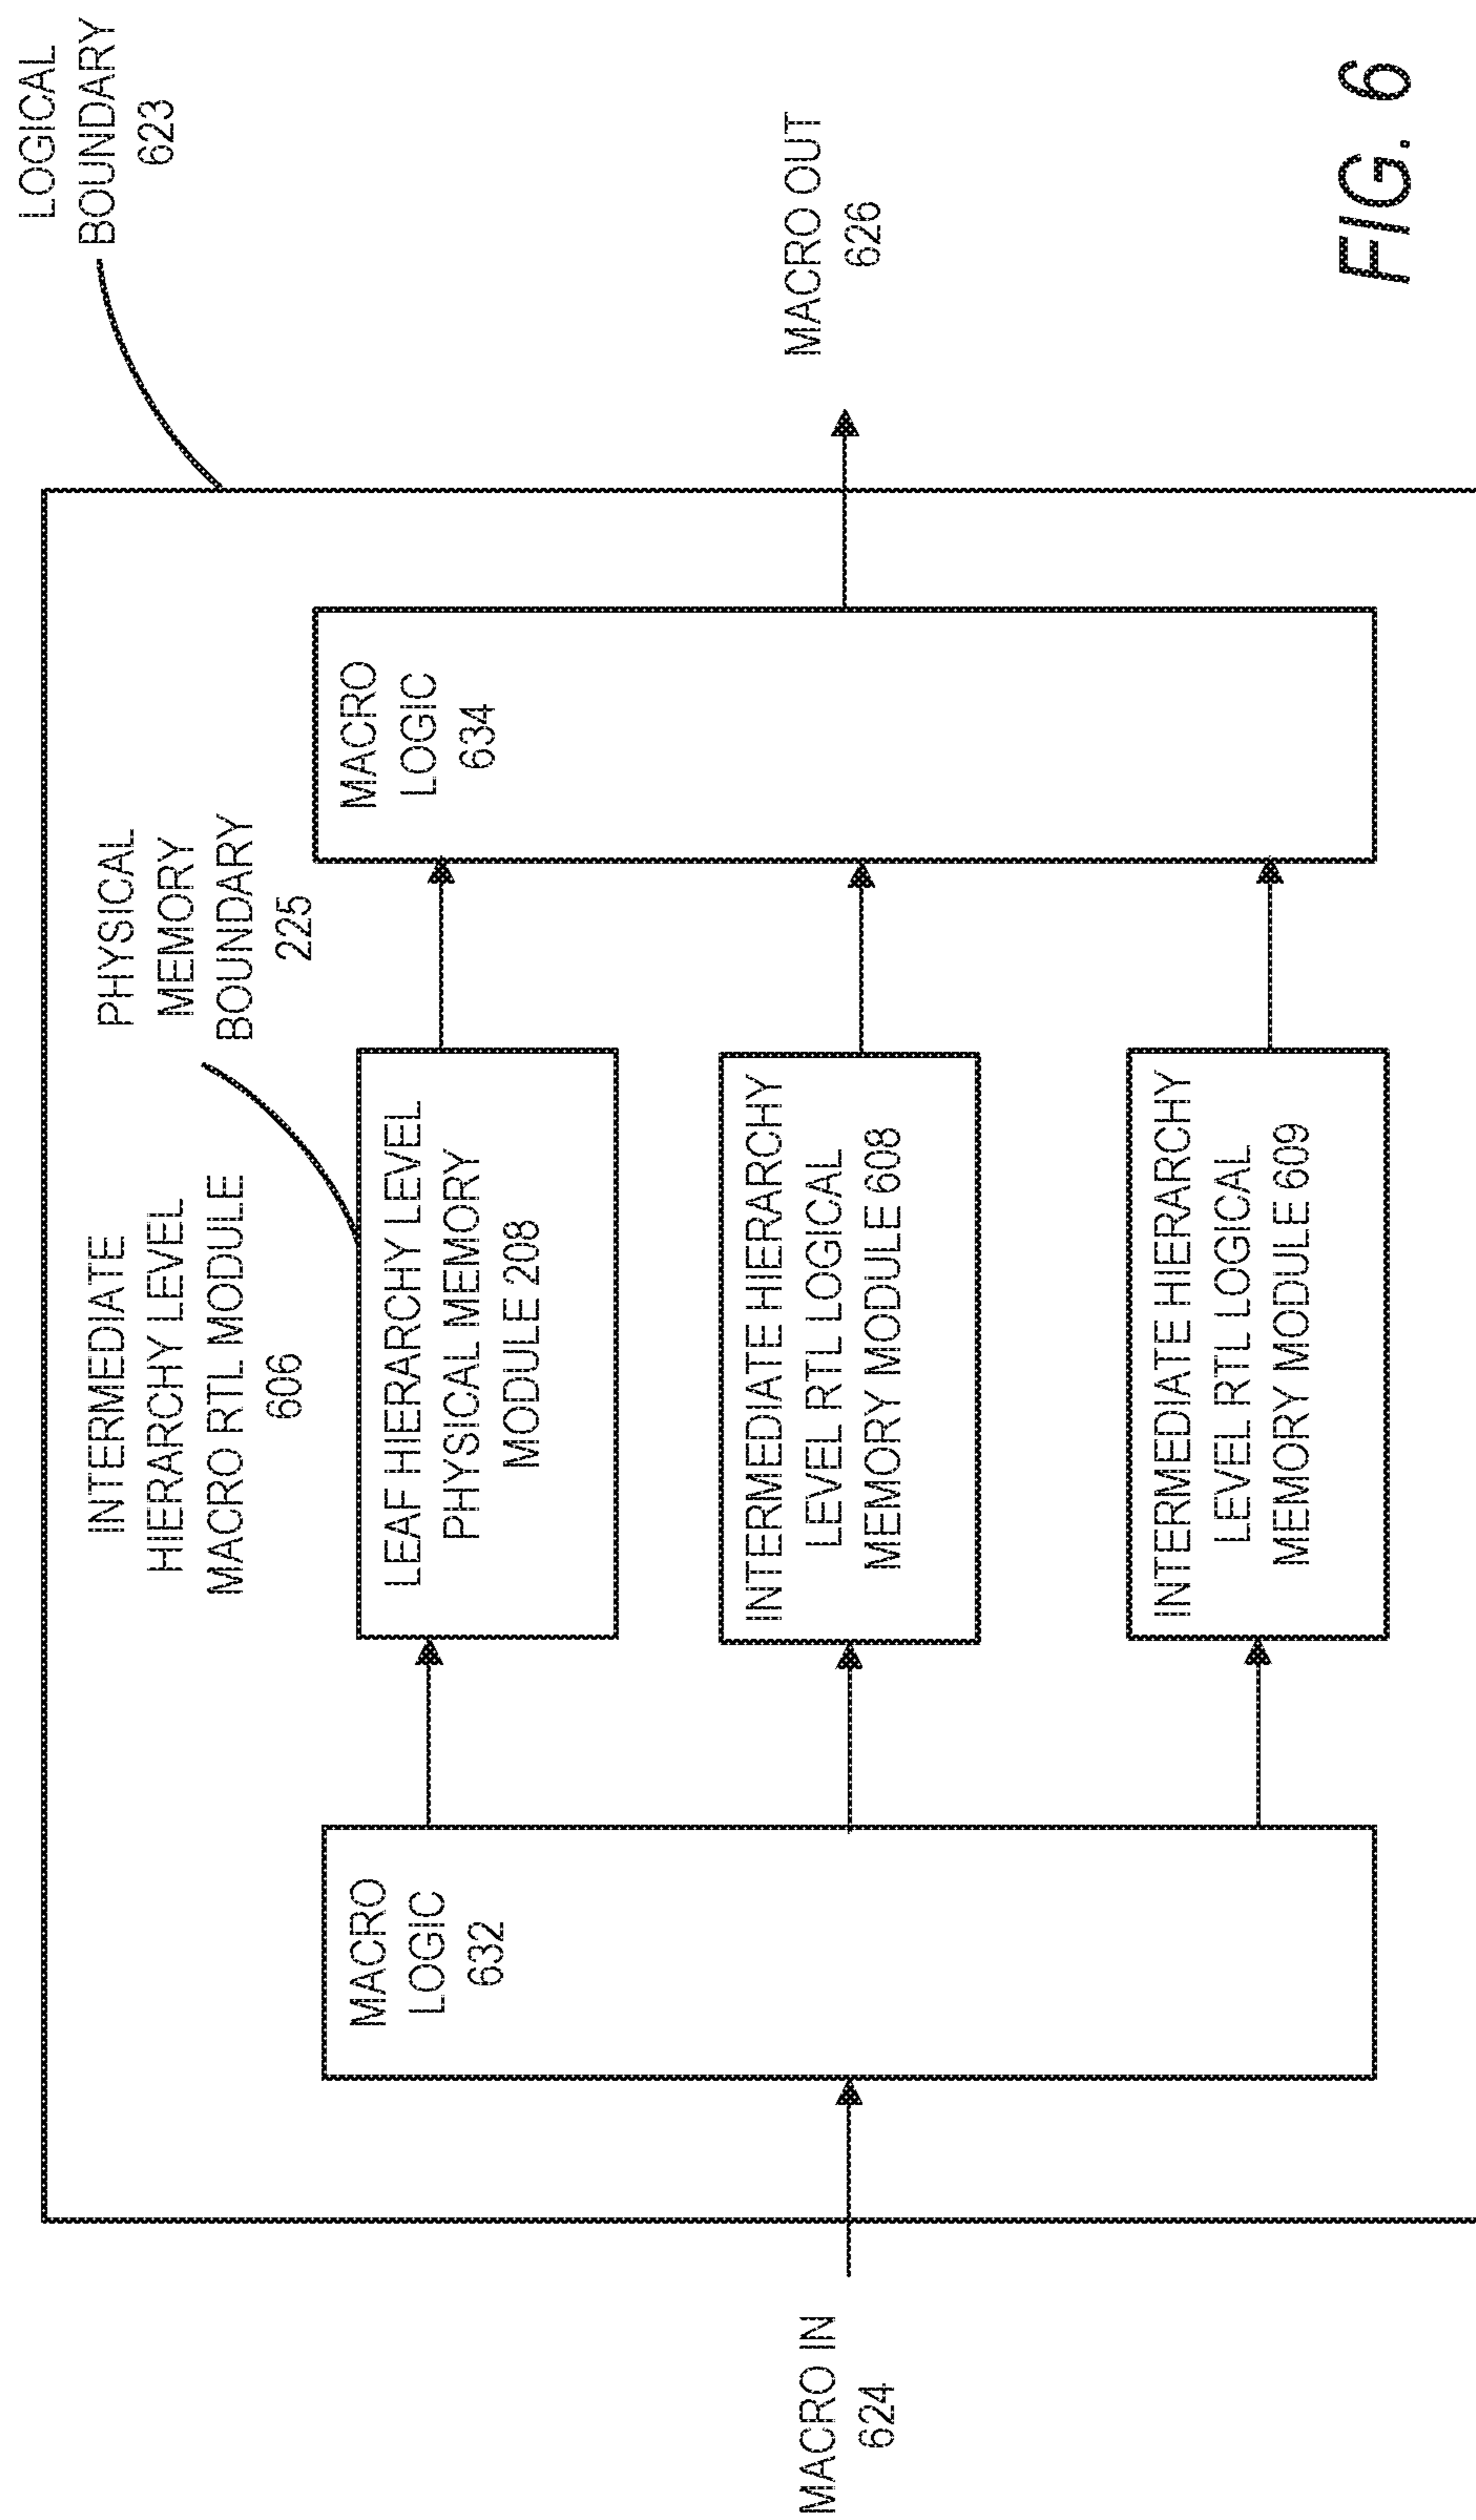 LOGICAL
BOUNDARY
623
INTERMEDIATE
HIERARCHY LEVEL
MACRO RTL MODULE
606
PHYSICAL
MEMORY
BOUNDARY
225
MACRO IN
624
MACRO
LOGIC
632
LEAF HIERARCHY LEVEL
PHYSICAL MEMORY
MODULE 208
INTERMEDIATE HIERARCHY
LEVEL RTL LOGICAL
MEMORY MODULE 608
INTERMEDIATE HIERARCHY
LEVEL RTL LOGICAL
MEMORY MODULE 609
MACRO
LOGIC
634
MACRO OUT
626
FIG. 6